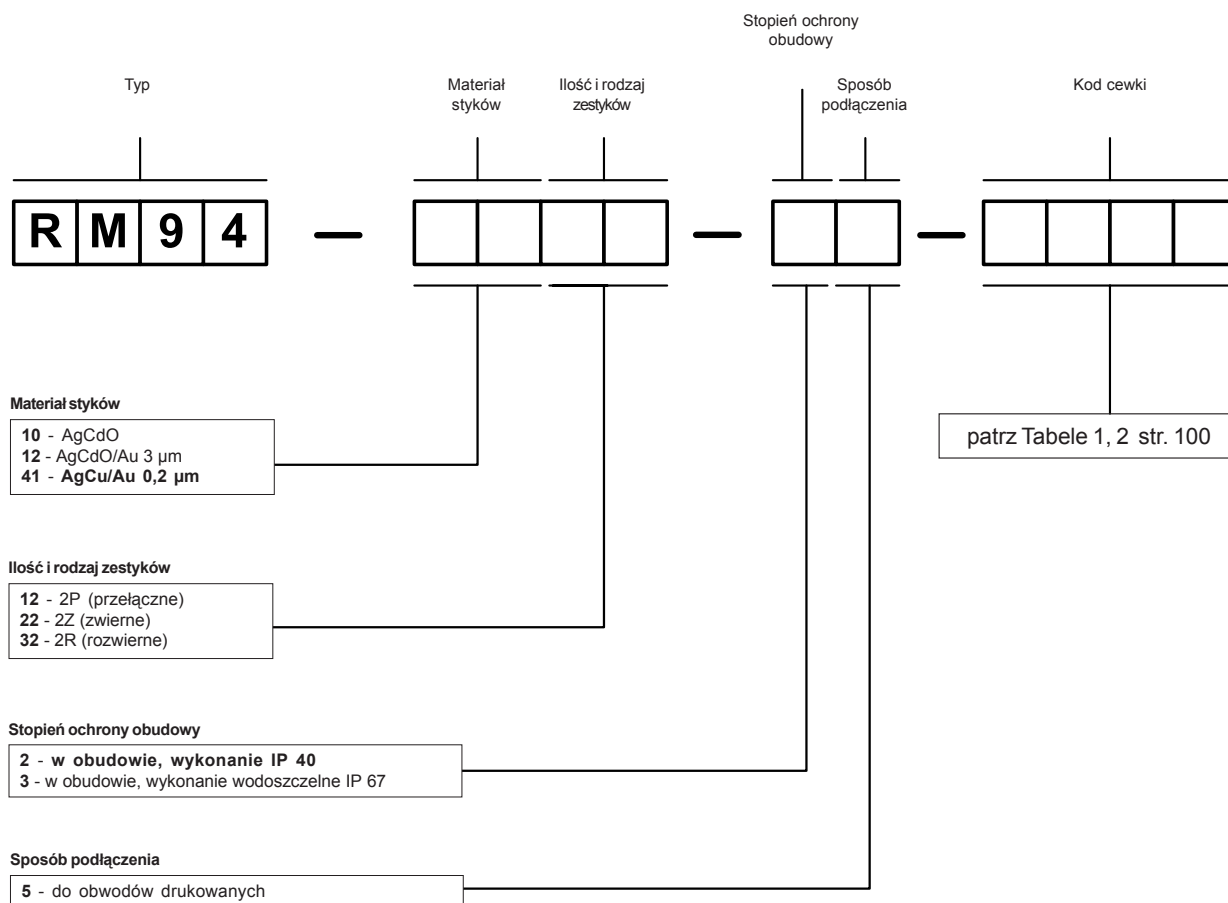 Stopień ochrony
obudowy
Typ
Materiał
styków
Ilość i rodzaj
zestyków
Sposób
podłączenia
Kod cewki
RM94 — —  —
Materiał styków
10 - AgCdO
12 - AgCdO/Au 3 µm
41 - AgCu/Au 0,2 µm
patrz Tabele 1, 2 str. 100
Ilość i rodzaj zestyków
12 - 2P (przełączne)
22 - 2Z (zwierne)
32 - 2R (rozwierne)
Stopień ochrony obudowy
2 - w obudowie, wykonanie IP 40
3 - w obudowie, wykonanie wodoszczelne IP 67
Sposób podłączenia
5 - do obwodów drukowanych